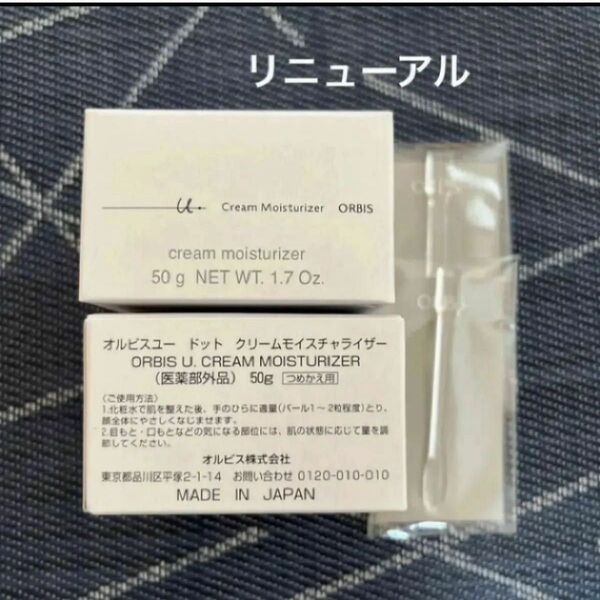 リニューアル
u. Cream Moisturizer ORBIS
cream moisturizer
50 g NET WT. 1.7 Oz.
ORBIS
ORBIS
オルビスユー ドット クリームモイスチャライザー
ORBIS U. CREAM MOISTURIZER
(医薬部外品) 50g つめかえ用
〈ご使用方法〉
1.化粧水で肌を整えた後、手のひらに適量(パール1〜2粒程度)とり、
顔全体にやさしくなじませます。
2.目もと・口もとなどの気になる部位には、肌の状態に応じて量を調
節してください。
オルビス株式会社
東京都品川区平塚2-1-14 お問い合わせ 0120-010-010
MADE IN JAPAN